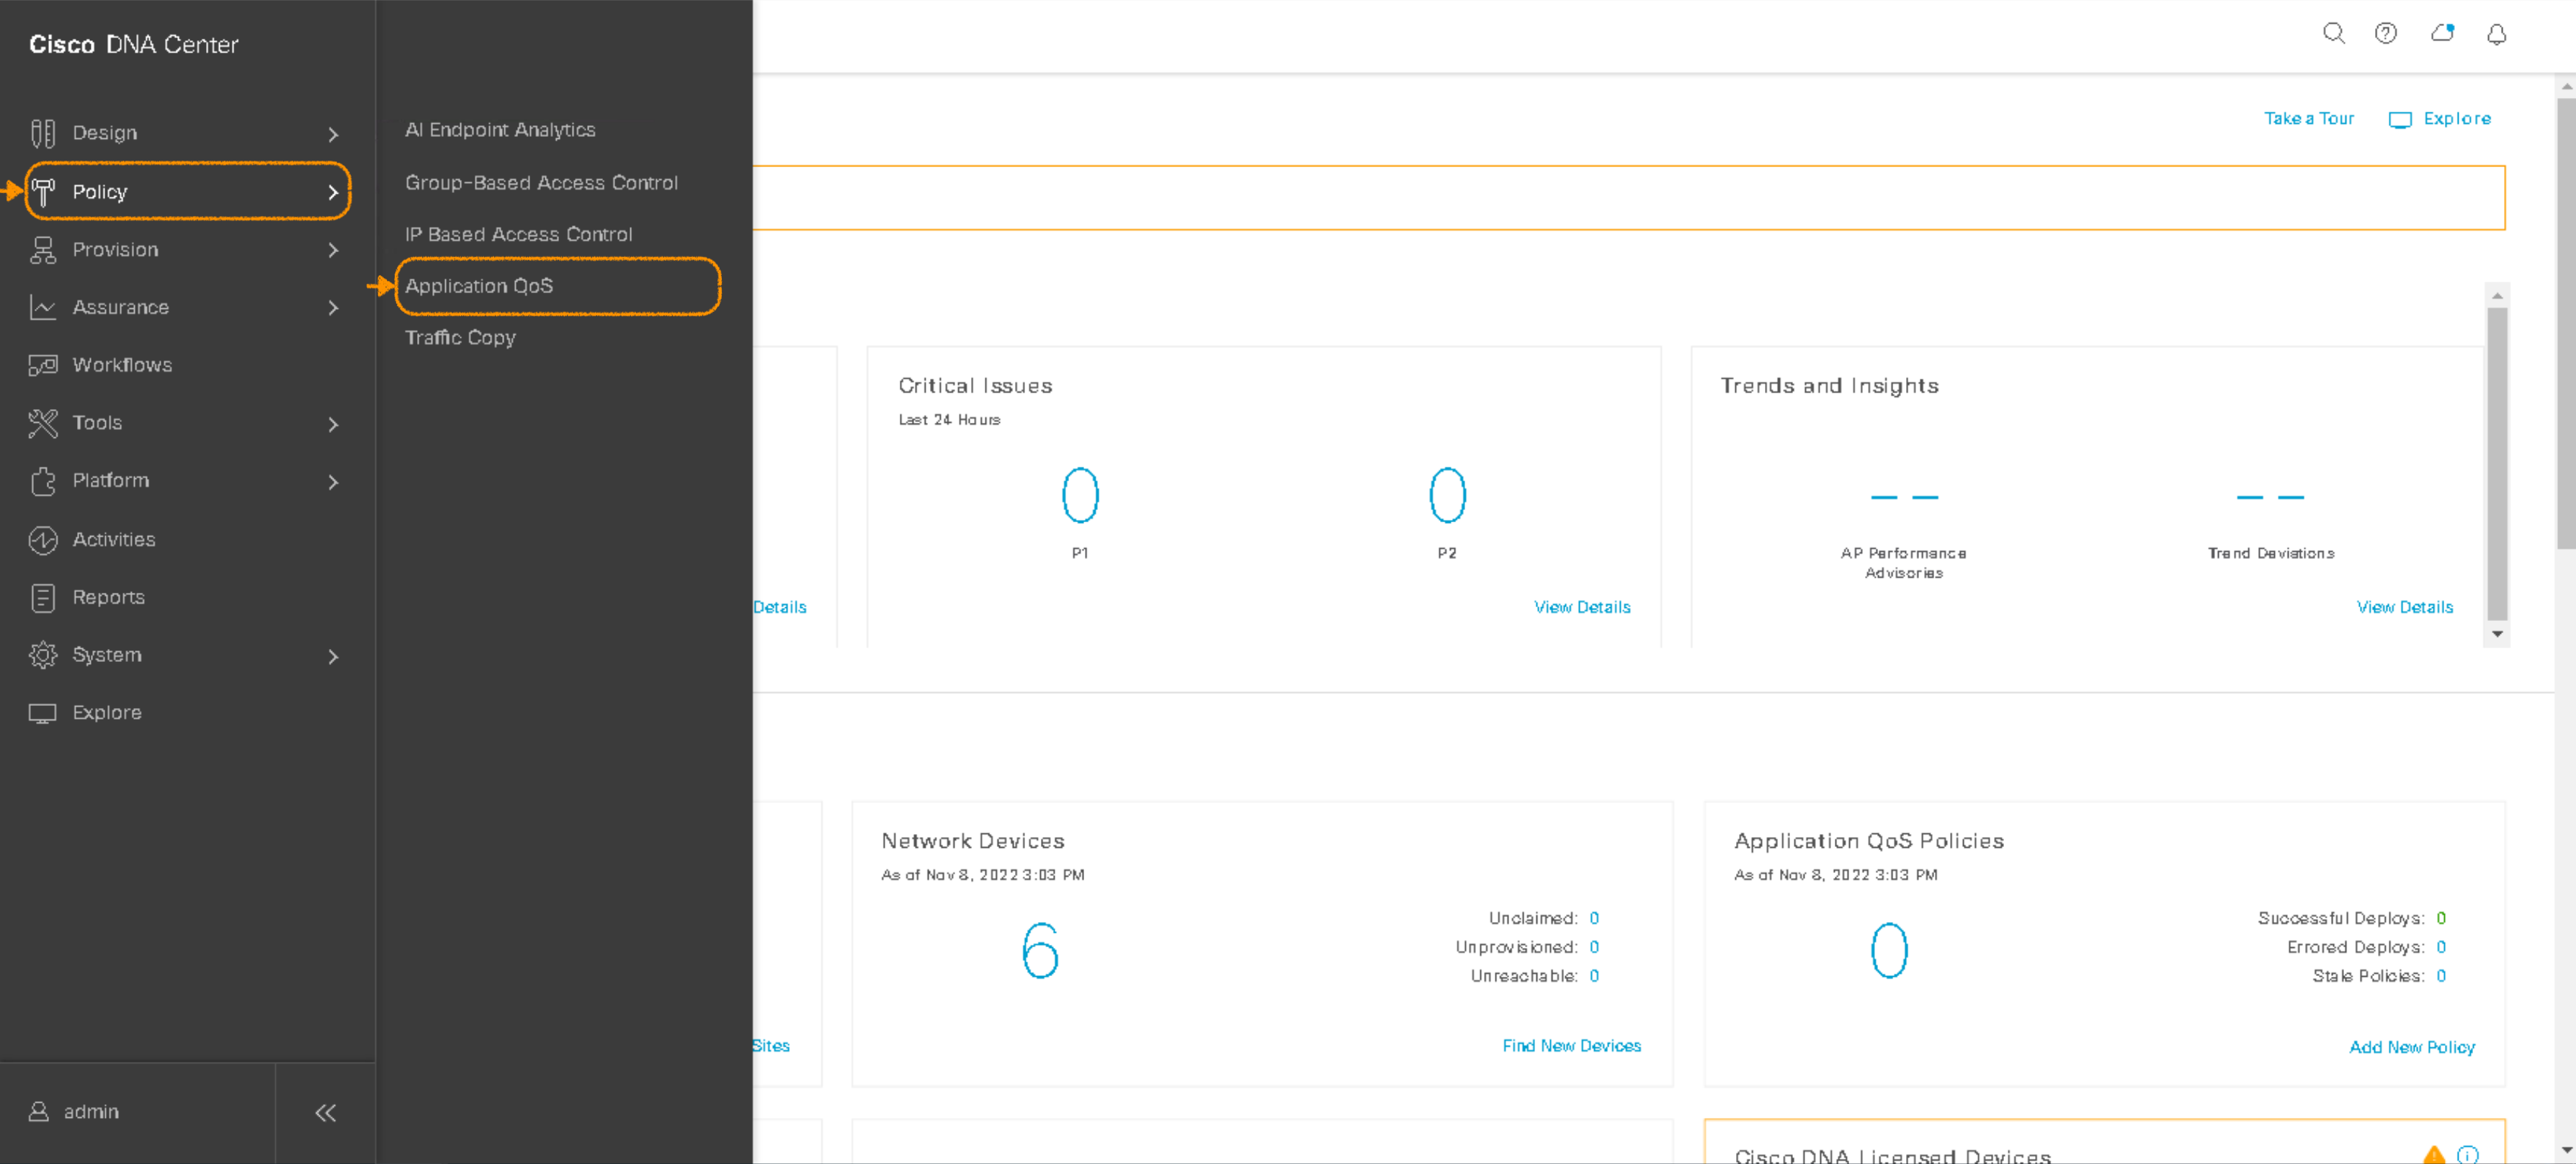 Cisco DNA Center
Design
Policy
Provision
Assurance
Workflows
Tools
Platform
Activities
Reports
System
Explore
admin
AI Endpoint Analytics
Group-Based Access Control
IP Based Access Control
Application QoS
Traffic Copy
Take a Tour
Explore
Details
Critical Issues
Last 24 Hours
0
0
P1
P2
View Details
Trends and Insights
-- --
AP Performance
Advisories
Trend Deviations
View Details
Sites
Network Devices
As of Nov 8, 2022 3:03 PM
6
Unclaimed: 0
Unprovisioned: 0
Unreachable: 0
Find New Devices
Application QoS Policies
As of Nov 8, 2022 3:03 PM
0
Successful Deploys: 0
Errored Deploys: 0
Stale Policies: 0
Add New Policy
Cisco DNA Licensed Devices